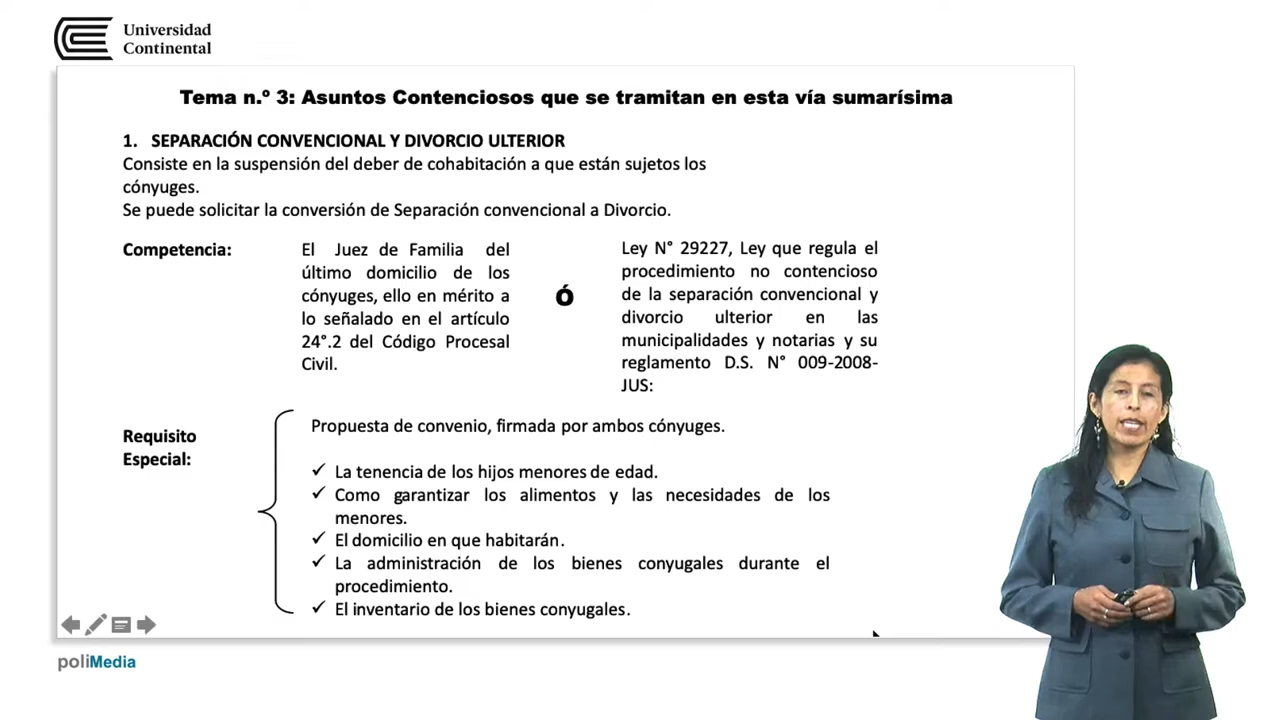 Universidad
Continental
Tema n.º 3: Asuntos Contenciosos que se tramitan en esta vía sumarísima
1. SEPARACIÓN CONVENCIONAL Y DIVORCIO ULTERIOR
Consiste en la suspensión del deber de cohabitación a que están sujetos los
cónyuges.
Se puede solicitar la conversión de Separación convencional a Divorcio.
Competencia:
El Juez de Familia del
último domicilio de los
cónyuges, ello en mérito a
lo señalado en el artículo
24°.2 del Código Procesal
Civil.
Ó
Ley N° 29227, Ley que regula el
procedimiento no contencioso
de la separación convencional y
divorcio ulterior en las
municipalidades y notarias y su
reglamento D.S. N° 009-2008-
JUS:
Requisito
Especial:
Propuesta de convenio, firmada por ambos cónyuges.
✓ La tenencia de los hijos menores de edad.
✓ Como garantizar los alimentos y las necesidades de los
menores.
✓ El domicilio en que habitarán.
✓ La administración de los bienes conyugales durante el
procedimiento.
✓ El inventario de los bienes conyugales.
poliMedia